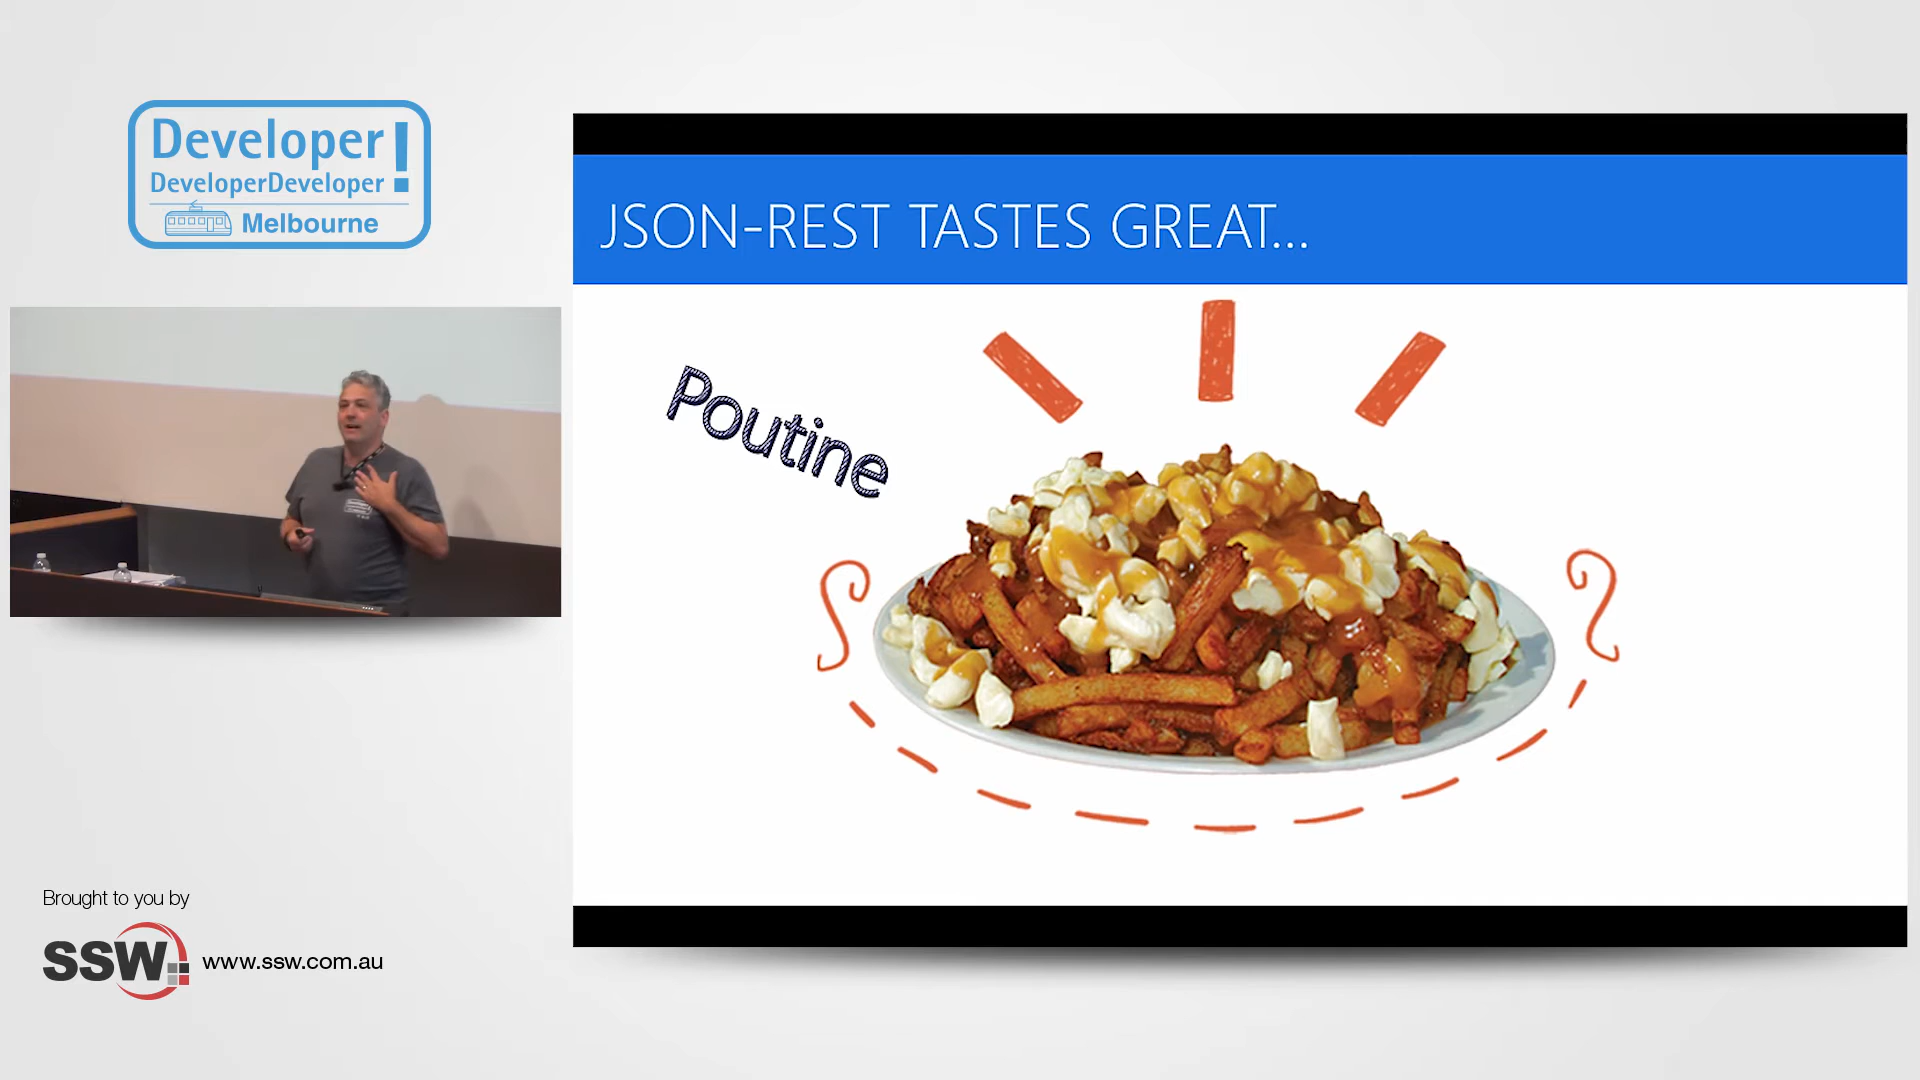 Developer!
DeveloperDeveloper
Melbourne
JSON-REST TASTES GREAT...
Poutine
Brought to you by
SSW
www.ssw.com.au